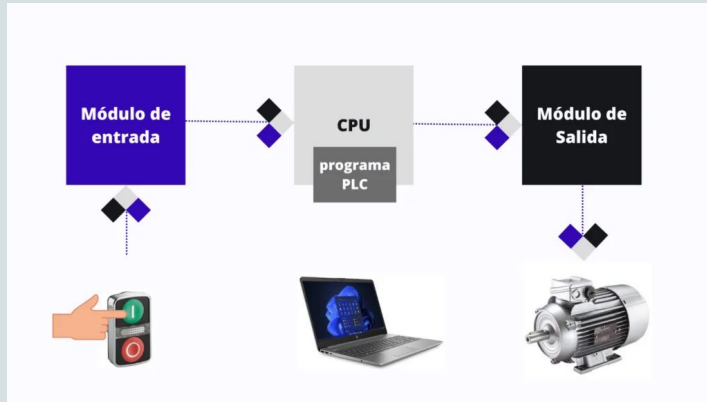 Módulo de
entrada
CPU
programa
PLC
Módulo de
Salida